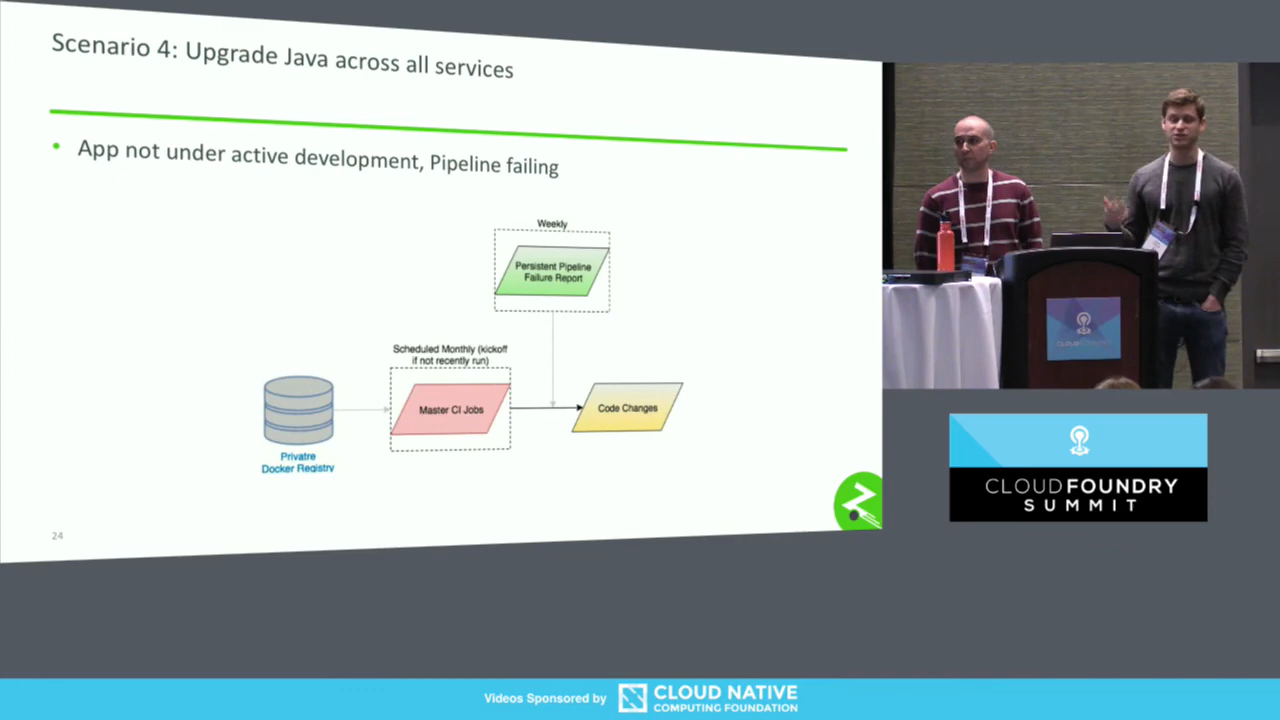 Scenario 4: Upgrade Java across all services
• App not under active development, Pipeline failing
Weekly
Persistent Pipeline
Failure Report
Scheduled Monthly (kickoff
if not recently run)
Master CI Jobs
Code Changes
Privatre
Docker Registry
24
CLOUDFOUNDRY
CLOUDFOUNDRY
SUMMIT
Videos Sponsored by
CLOUD NATIVE
COMPUTING FOUNDATION